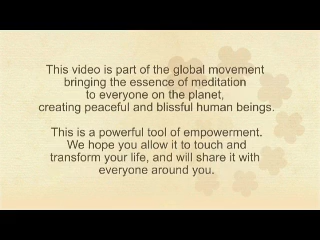 This video is part of the global movement
bringing the essence of meditation
to everyone on the planet,
creating peaceful and blissful human beings.
This is a powerful tool of empowerment.
We hope you allow it to touch and
transform your life, and will share it with
everyone around you.